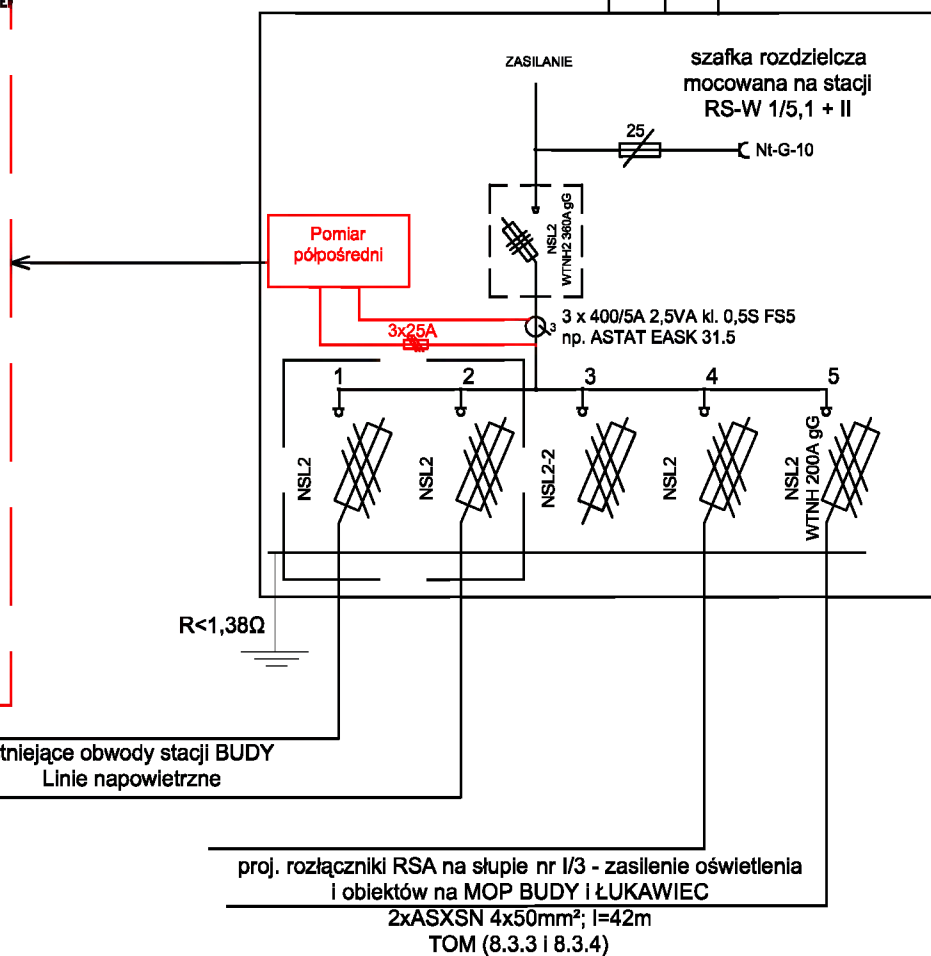 ZASILANIE
szafka rozdzielcza
mocowana na stacji
RS-W 1/5,1 + II
25
Nt-G-10
NSL2
WTNH2 360A gG
Pomiar
półpośredni
3x25A
3
3 x 400/5A 2,5VA kl. 0,5S FS5
np. ASTAT EASK 31.5
1
2
3
4
5
NSL2
NSL2
NSL2-2
NSL2
NSL2
WTNH 200A gG
R<1,38Ω
tniejące obwody stacji BUDY
Linie napowietrzne
proj. rozłączniki RSA na słupie nr I/3 - zasilenie oświetlenia
i obiektów na MOP BUDY i ŁUKAWIEC
2xASXSN 4x50mm²; l=42m
TOM (8.3.3 i 8.3.4)